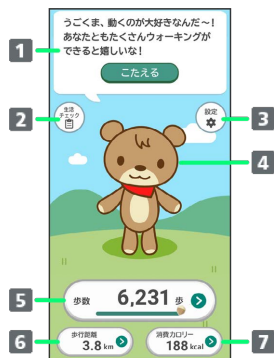 うごくま、動くのが大好きなんだ～!
あなたともたくさんウォーキングが
できると嬉しいな!
1
こたえる
2
生活
チェック
設定
3
4
5
歩数 6,231 歩
6
歩行距離
3.8 km
消費カロリー
188 kcal
7